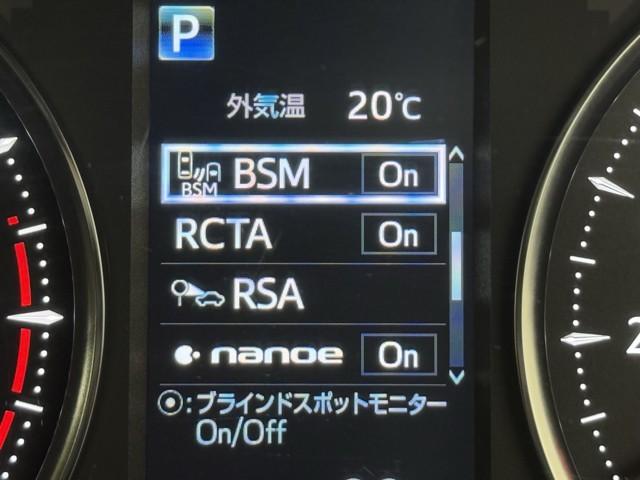 P
外気温 20℃
BSM BSM On
RCTA On
RSA
nanoe On
⦿:ブラインドスポットモニター
On/Off
2